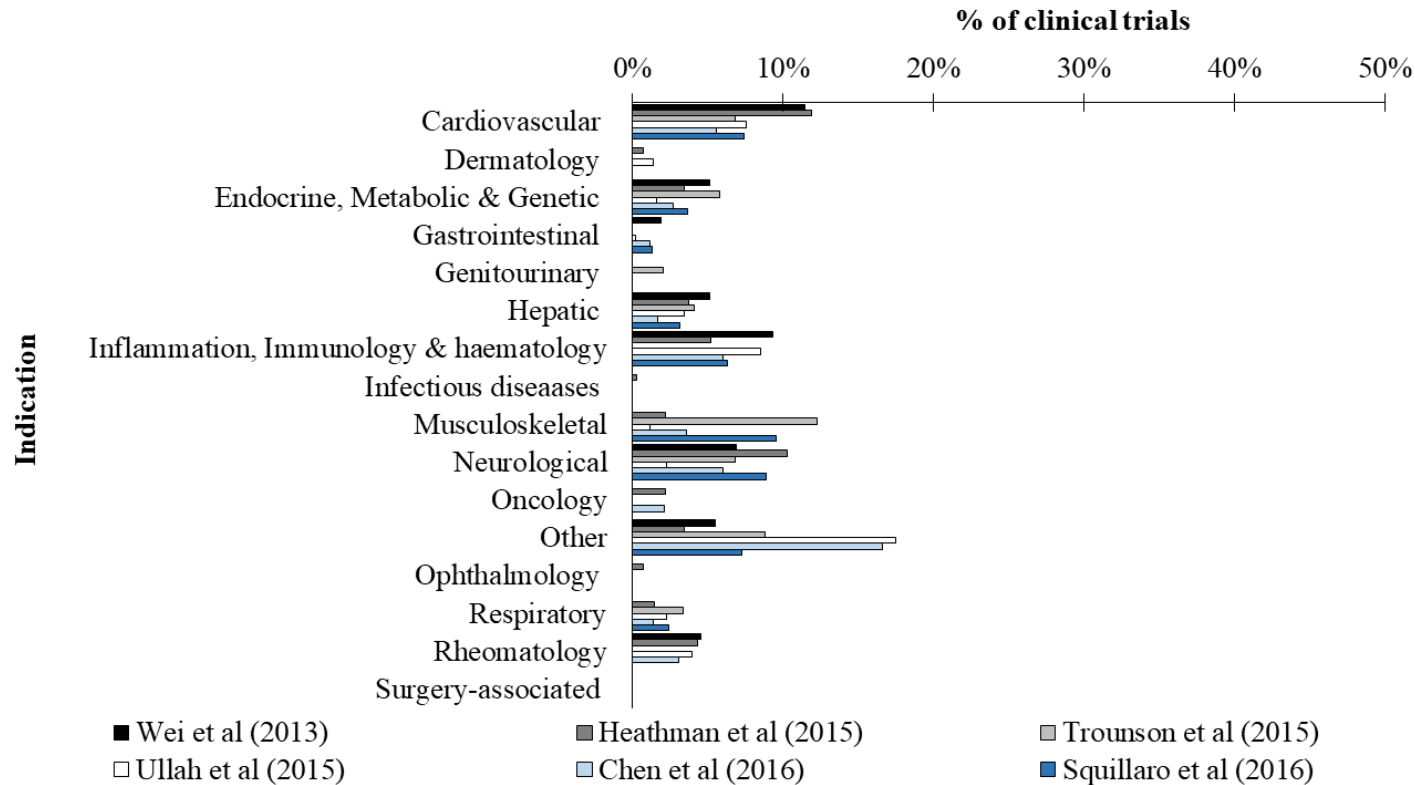 % of clinical trials
0% 10% 20% 30% 40% 50%
Indication
Cardiovascular
Dermatology
Endocrine, Metabolic & Genetic
Gastrointestinal
Genitourinary
Hepatic
Inflammation, Immunology & haematology
Infectious diseaases
Musculoskeletal
Neurological
Oncology
Other
Ophthalmology
Respiratory
Rheomatology
Surgery-associated
Wei et al (2013) Heathman et al (2015) Trounson et al (2015)
Ullah et al (2015) Chen et al (2016) Squillaro et al (2016)